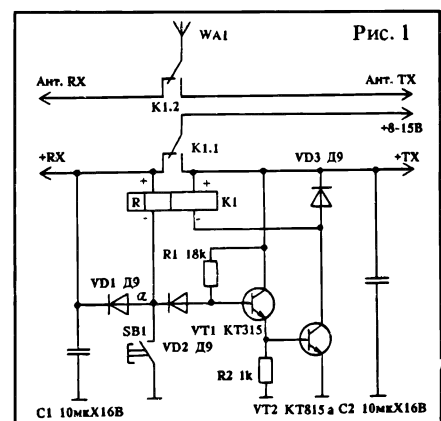 Рис. 1
WA1
Ант. RX
Ант. TX
K1.2
+8-15В
+RX
K1.1
VD3 Д9
+TX
+
+
R
K1
-
-
R1 18k
VD1 Д9
а
SB1
VD2 Д9
VT1 КТ315
R2 1k
C1 10мкХ16В
VT2 КТ815 а
C2 10мкХ16В